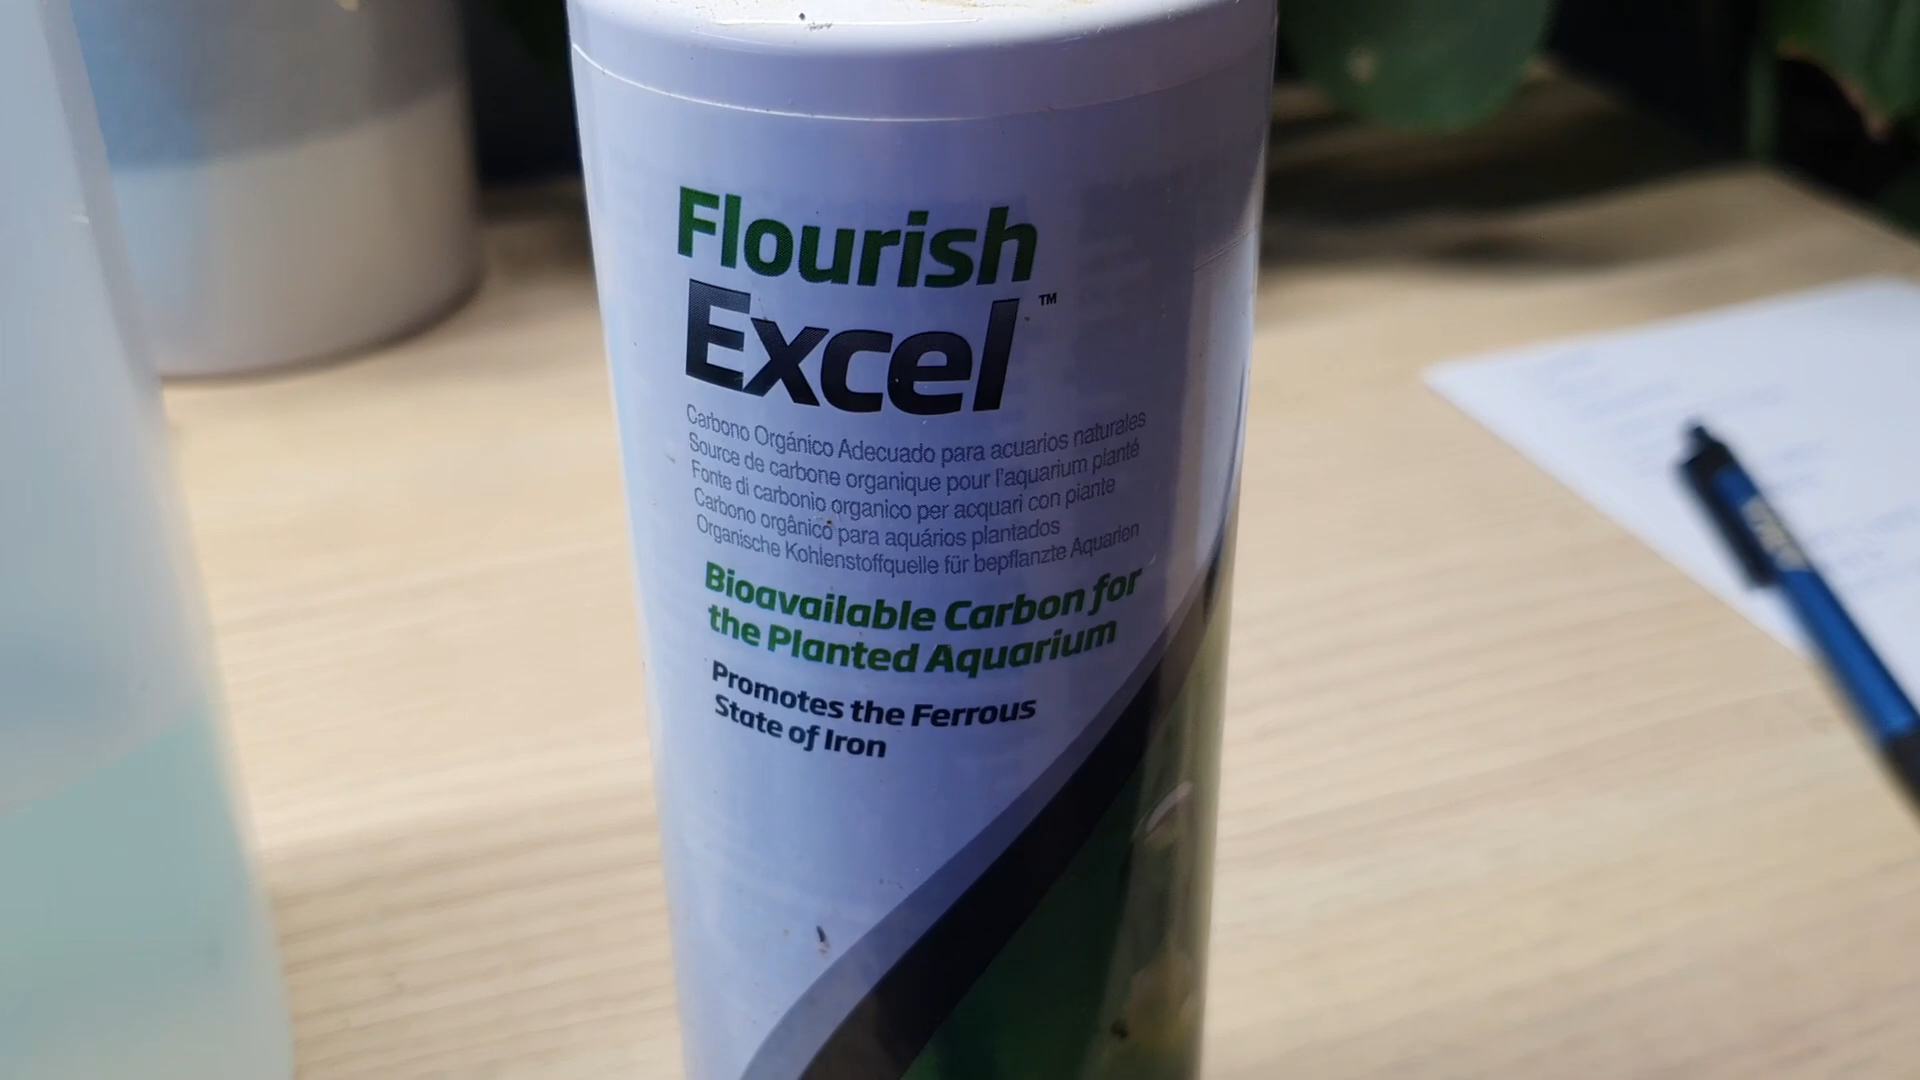 Flourish
Excel™
Carbono Orgánico Adecuado para acuarios naturales
Source de carbone organique pour l'aquarium planté
Fonte di carbonio organico per acquari con piante
Carbono orgânico para aquários plantados
Organische Kohlenstoffquelle für bepflanzte Aquarien
Bioavailable Carbon for
the Planted Aquarium
Promotes the Ferrous
State of Iron